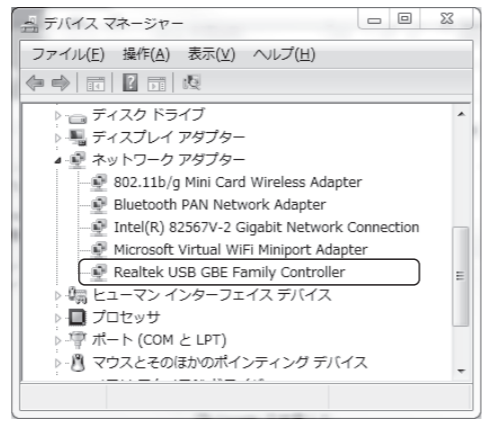 デバイス マネージャー
ファイル(F) 操作(A) 表示(V) ヘルプ(H)
ディスク ドライブ
ディスプレイ アダプター
ネットワーク アダプター
802.11b/g Mini Card Wireless Adapter
Bluetooth PAN Network Adapter
Intel(R) 82567V-2 Gigabit Network Connection
Microsoft Virtual WiFi Miniport Adapter
Realtek USB GBE Family Controller
ヒューマン インターフェイス デバイス
プロセッサ
ポート (COM と LPT)
マウスとそのほかのポインティング デバイス